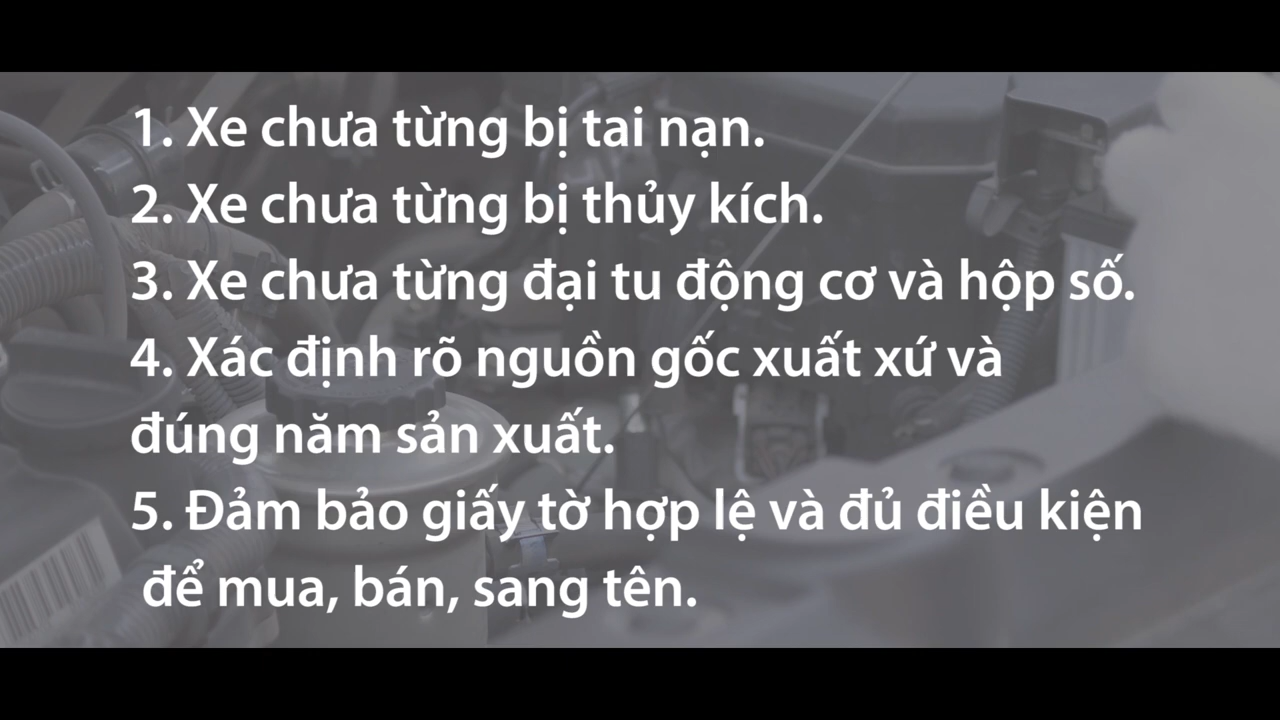 1. Xe chưa từng bị tai nạn.
2. Xe chưa từng bị thủy kích.
3. Xe chưa từng đại tu động cơ và hộp số.
4. Xác định rõ nguồn gốc xuất xứ và
đúng năm sản xuất.
5. Đảm bảo giấy tờ hợp lệ và đủ điều kiện
để mua, bán, sang tên.